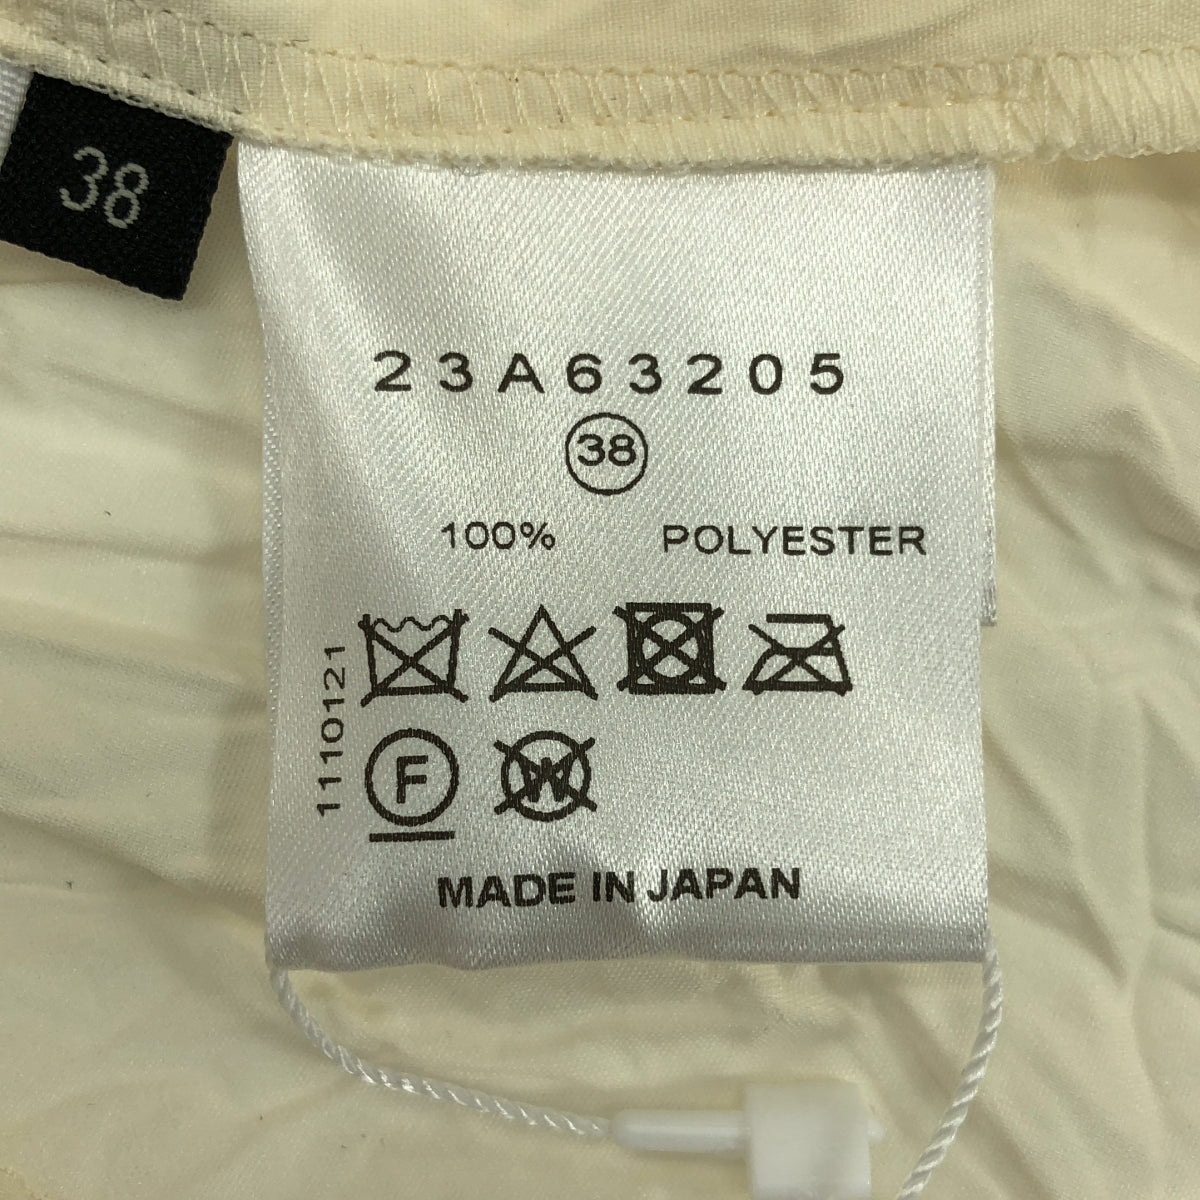 38
23A63205
38
100% POLYESTER
1110121
F W
MADE IN JAPAN